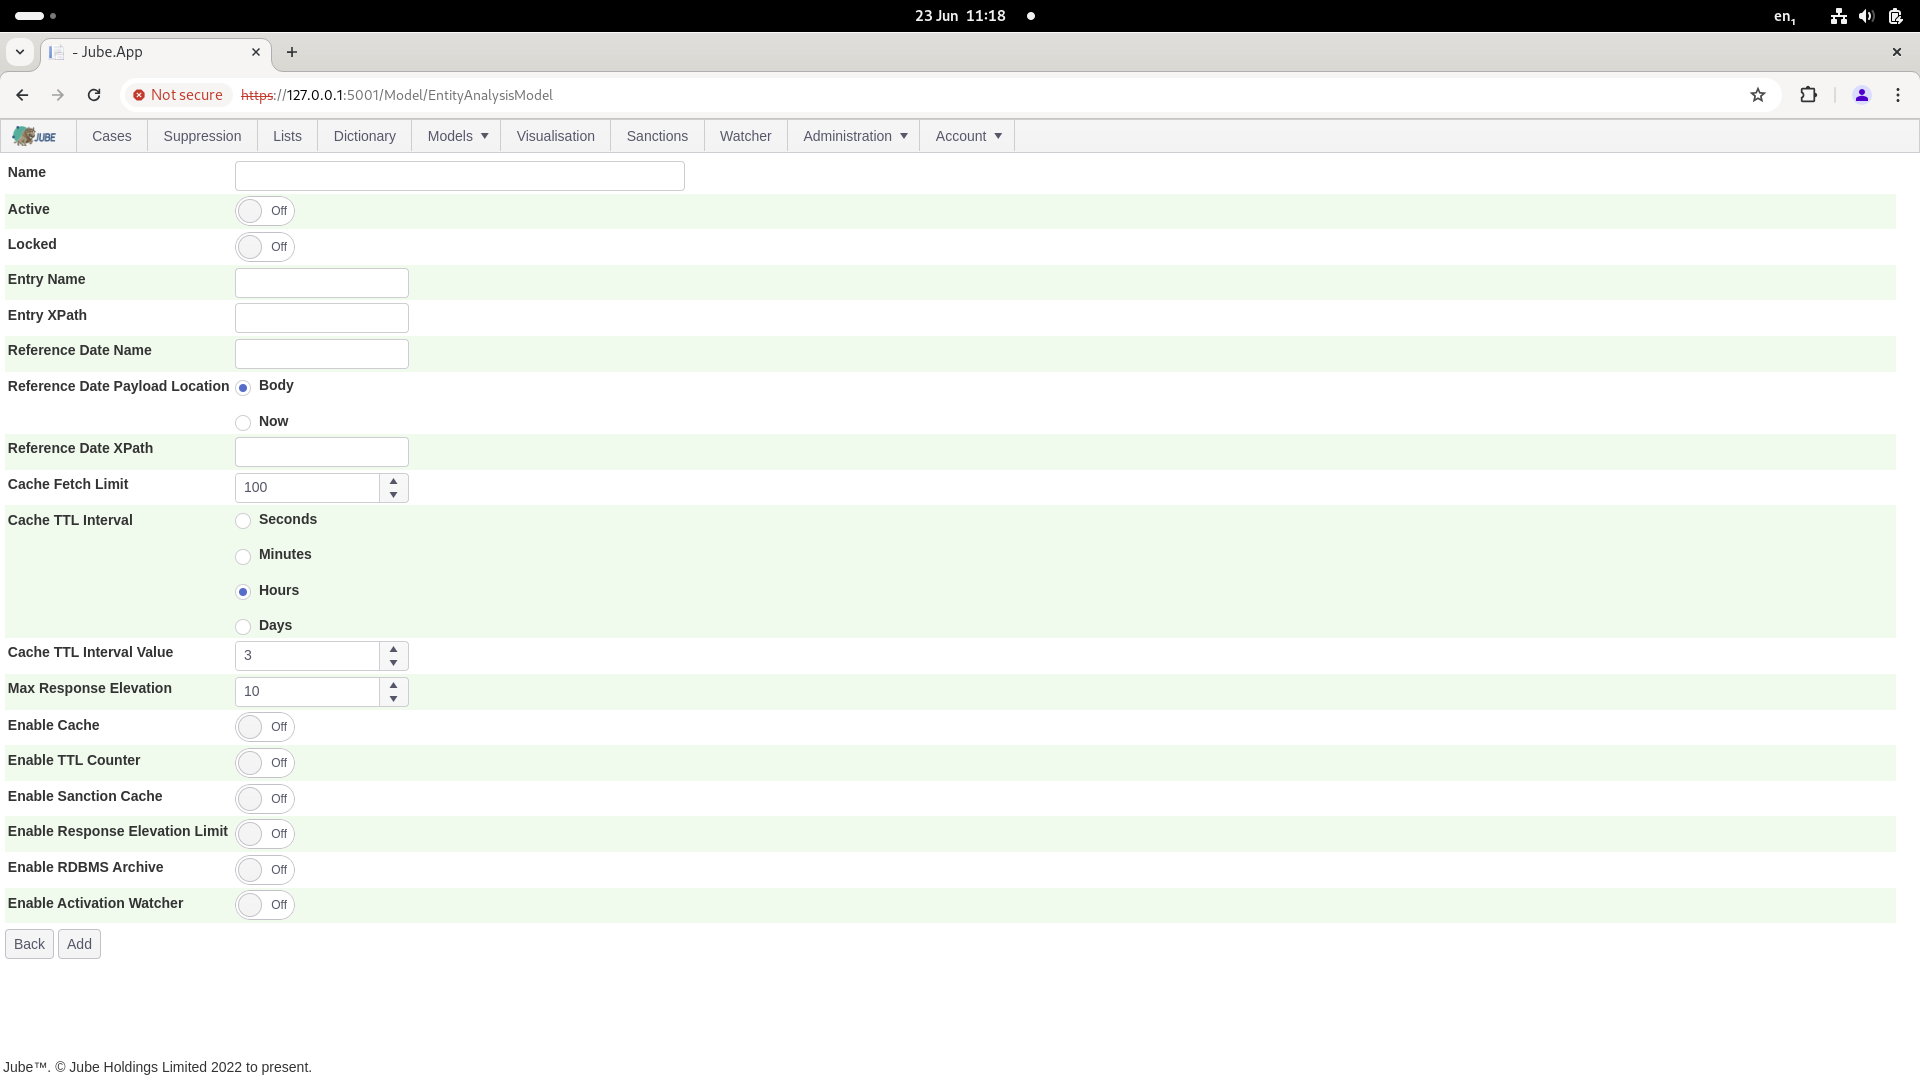 23 Jun 11:18
en1
- Jube.App
Not secure
https://127.0.0.1:5001/Model/EntityAnalysisModel
JUBE
Cases
Suppression
Lists
Dictionary
Models
Visualisation
Sanctions
Watcher
Administration
Account
Name
Active
Off
Locked
Off
Entry Name
Entry XPath
Reference Date Name
Reference Date Payload Location
Body
Now
Reference Date XPath
Cache Fetch Limit
100
Cache TTL Interval
Seconds
Minutes
Hours
Days
Cache TTL Interval Value
3
Max Response Elevation
10
Enable Cache
Off
Enable TTL Counter
Off
Enable Sanction Cache
Off
Enable Response Elevation Limit
Off
Enable RDBMS Archive
Off
Enable Activation Watcher
Off
Back
Add
Jube™. © Jube Holdings Limited 2022 to present.